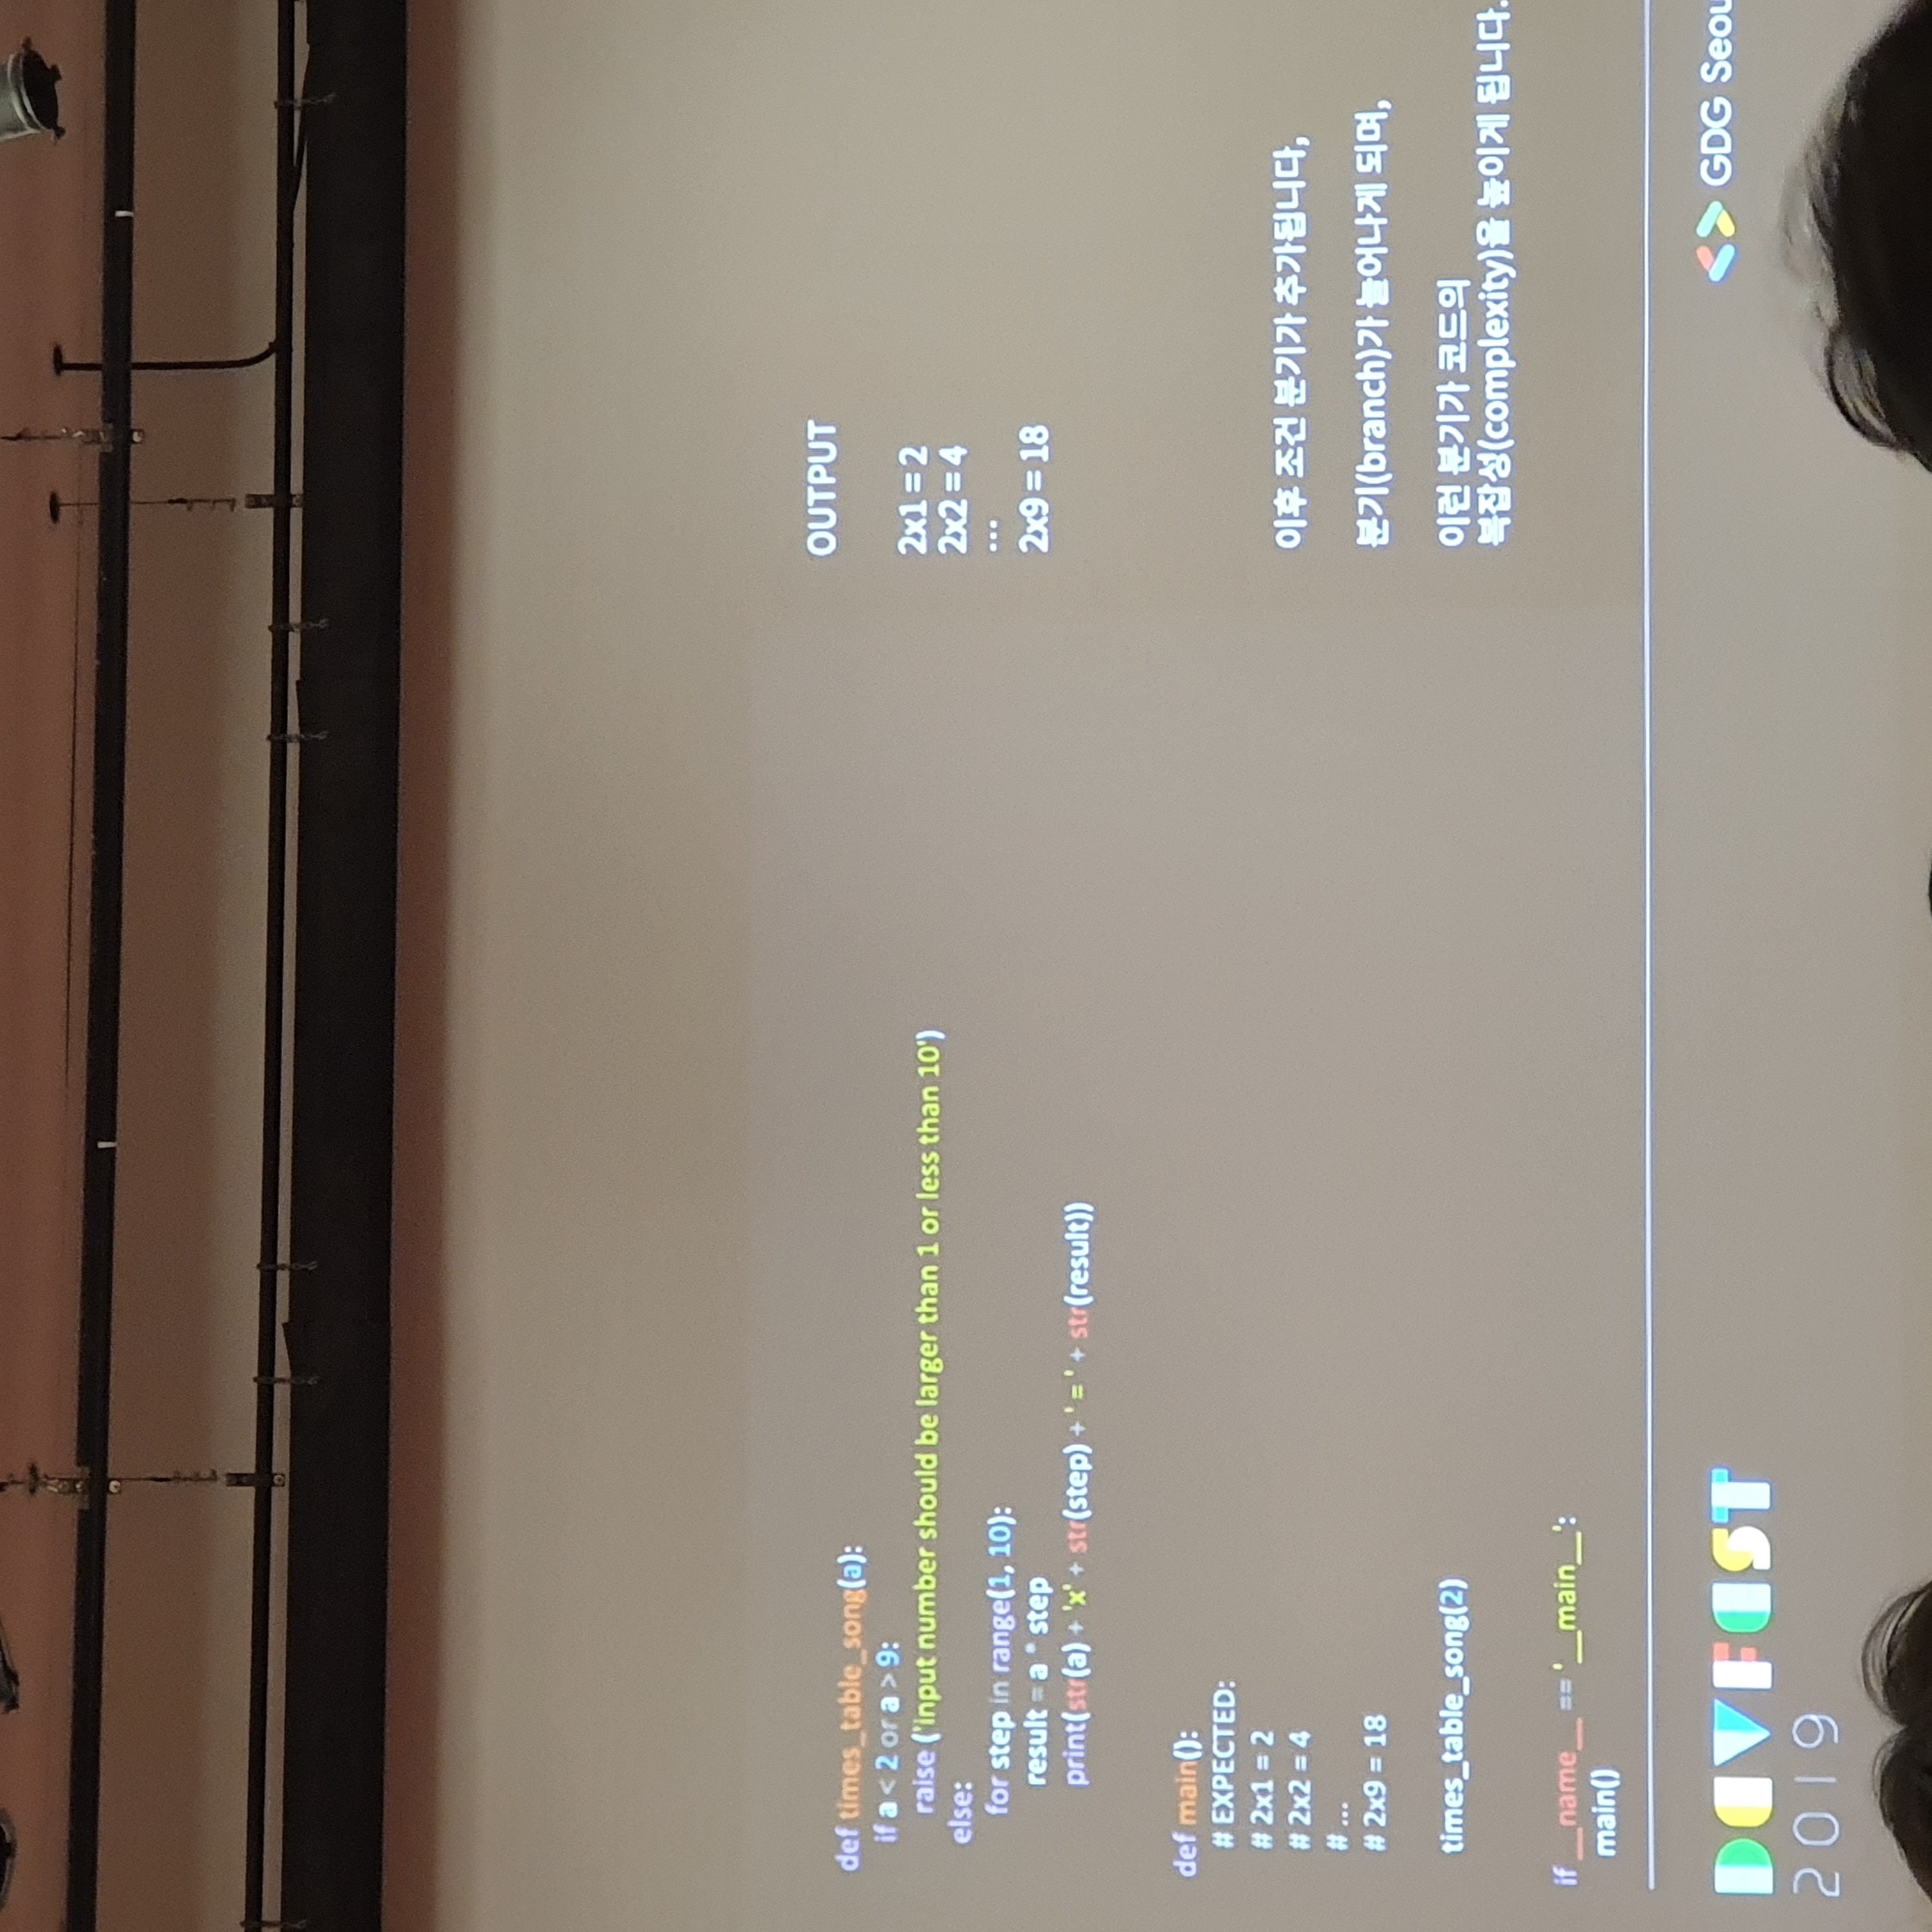 def times_table_song(a):
if a < 2 or a > 9:
raise ('input number should be larger than 1 or less than 10')
else:
for step in range(1, 10):
result = a * step
print(str(a) + 'x' + str(step) + ' = ' + str(result))
def main():
# EXPECTED:
# 2x1 = 2
# 2x2 = 4
# ...
# 2x9 = 18
times_table_song(2)
if __name__ == '__main__':
main()
OUTPUT
2x1 = 2
2x2 = 4
...
2x9 = 18
이후 조건 분기가 추가됩니다,
분기(branch)가 늘어나게 되며,
이런 분기가 코드의
복잡성(complexity)을 높이게 됩니다.
DEVFEST
2019
GDG Seou